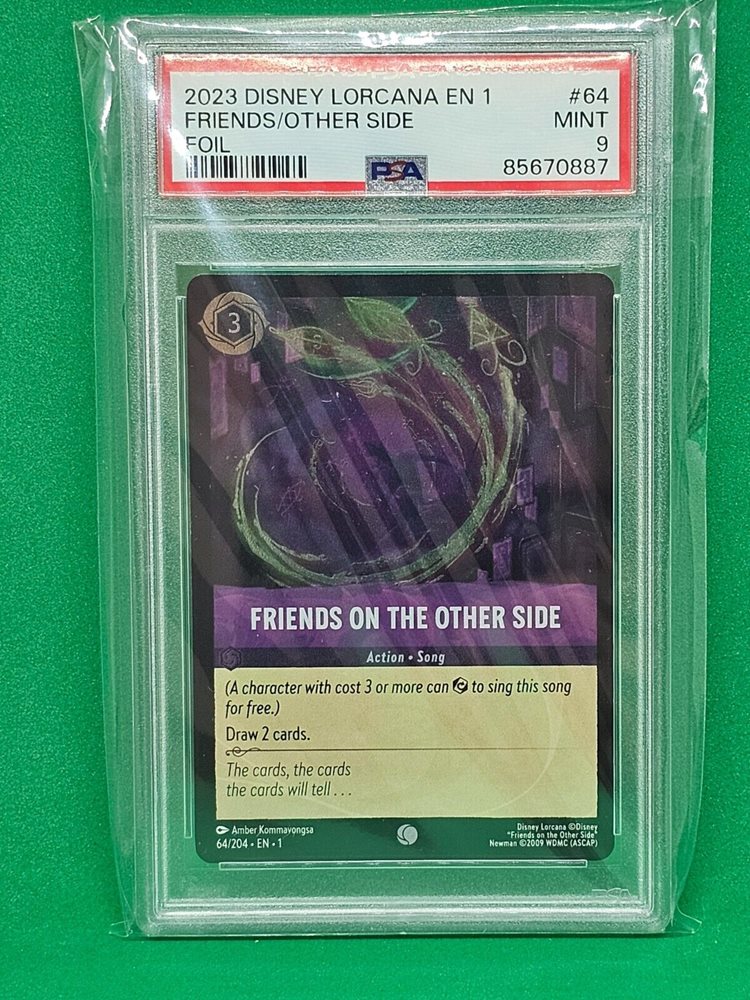 2023 DISNEY LORCANA EN 1 #64
FRIENDS/OTHER SIDE MINT
FOIL 9
PSA 85670887
3
FRIENDS ON THE OTHER SIDE
Action • Song
(A character with cost 3 or more can to sing this song
for free.)
Draw 2 cards.
The cards, the cards
the cards will tell . . .
Amber Kommavongsa
64/204 • EN • 1
Disney Lorcana ©Disney
"Friends on the Other Side"
Newman ©2009 WDMC (ASCAP)